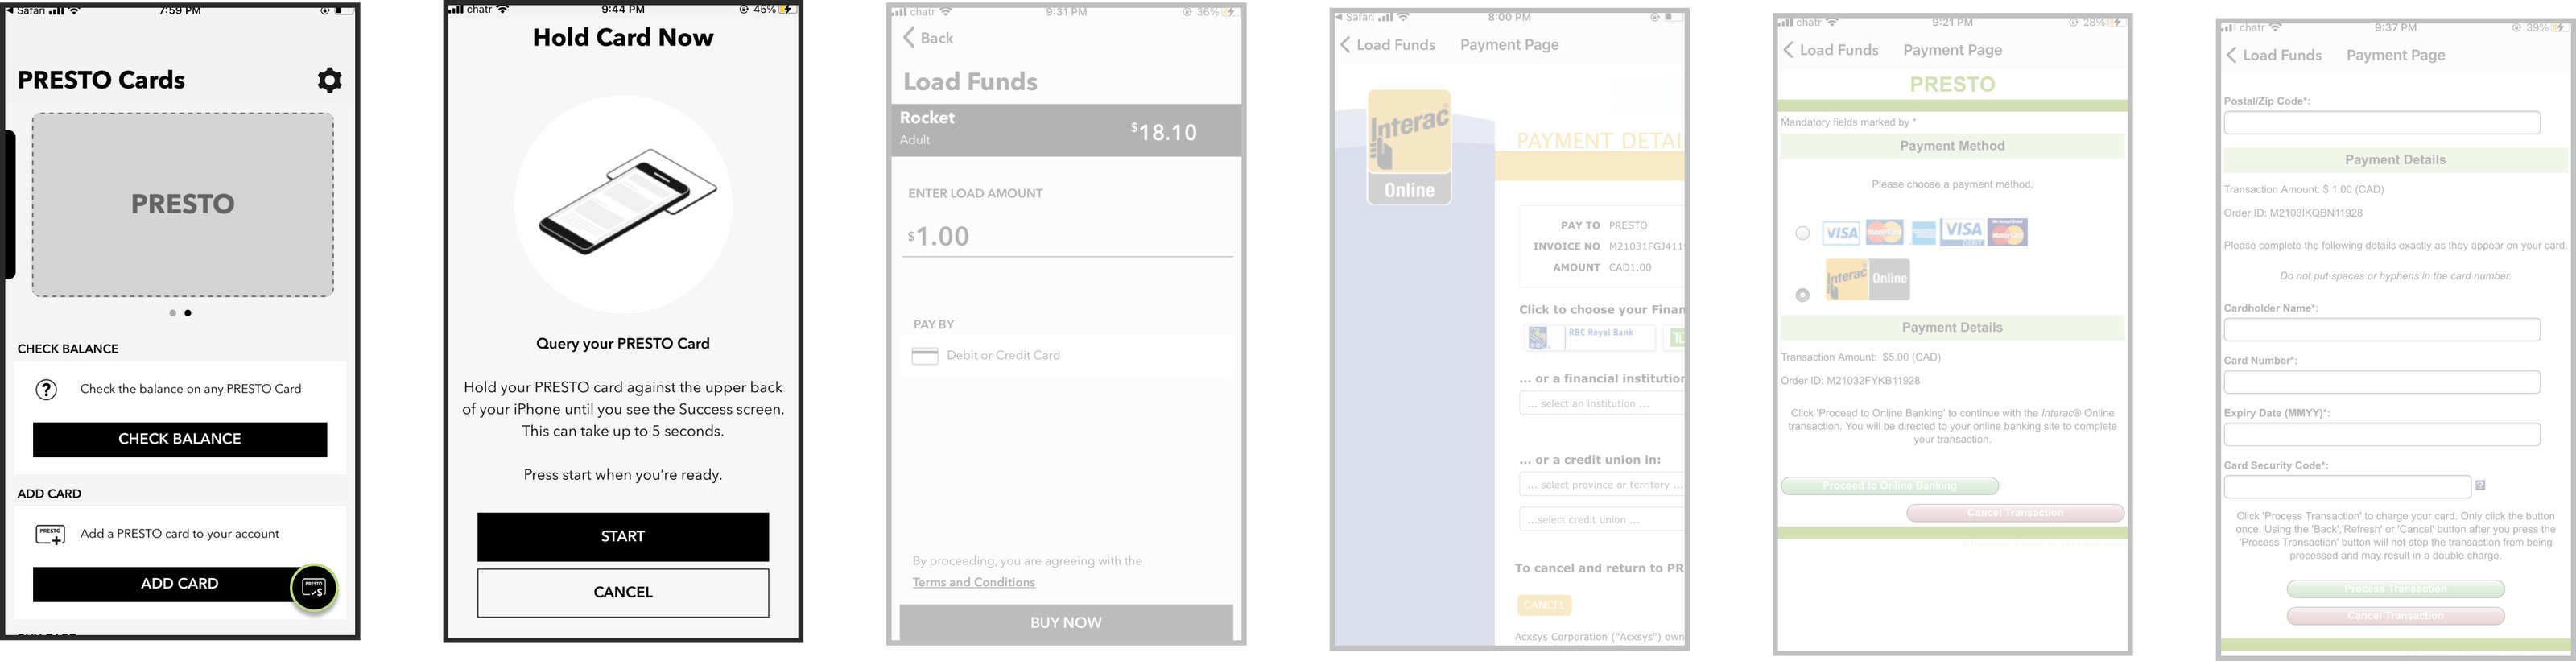 Safari
7:59 PM
PRESTO Cards
PRESTO
CHECK BALANCE
Check the balance on any PRESTO Card
CHECK BALANCE
ADD CARD
PRESTO
Add a PRESTO card to your account
ADD CARD
PRESTO
BUY CARD
chatr
9:44 PM
45%
Hold Card Now
Query your PRESTO Card
Hold your PRESTO card against the upper back
of your iPhone until you see the Success screen.
This can take up to 5 seconds.
Press start when you're ready.
START
CANCEL
chatr
9:31 PM
36%
Back
Load Funds
Rocket
Adult
$18.10
ENTER LOAD AMOUNT
$1.00
PAY BY
Debit or Credit Card
By proceeding, you are agreeing with the
Terms and Conditions
BUY NOW
Safari
8:00 PM
Load Funds
Payment Page
Interac
Online
PAYMENT DETAI
PAY TO PRESTO
INVOICE NO M21031FGJ411
AMOUNT CAD1.00
Click to choose your Finan
RBC Royal Bank
... or a financial institution
... select an institution ...
... or a credit union in:
... select province or territory ...
...select credit union ...
To cancel and return to PR
CANCEL
Acxsys Corporation ("Acxsys") own
chatr
9:21 PM
28%
Load Funds
Payment Page
PRESTO
Mandatory fields marked by *
Payment Method
Please choose a payment method.
VISA
MasterCard
VISA
DEBIT
MasterCard
Interac
Online
Payment Details
Transaction Amount: $5.00 (CAD)
Order ID: M21032FYKB11928
Click 'Proceed to Online Banking' to continue with the Interac® Online
transaction. You will be directed to your online banking site to complete
your transaction.
Proceed to Online Banking
Cancel Transaction
chatr
9:37 PM
39%
Load Funds
Payment Page
Postal/Zip Code*:
Payment Details
Transaction Amount: $ 1.00 (CAD)
Order ID: M2103IKQBN11928
Please complete the following details exactly as they appear on your card.
Do not put spaces or hyphens in the card number.
Cardholder Name*:
Card Number*:
Expiry Date (MMYY)*:
Card Security Code*:
Click 'Process Transaction' to charge your card. Only click the button
once. Using the 'Back','Refresh' or 'Cancel' button after you press the
'Process Transaction' button will not stop the transaction from being
processed and may result in a double charge.
Process Transaction
Cancel Transaction